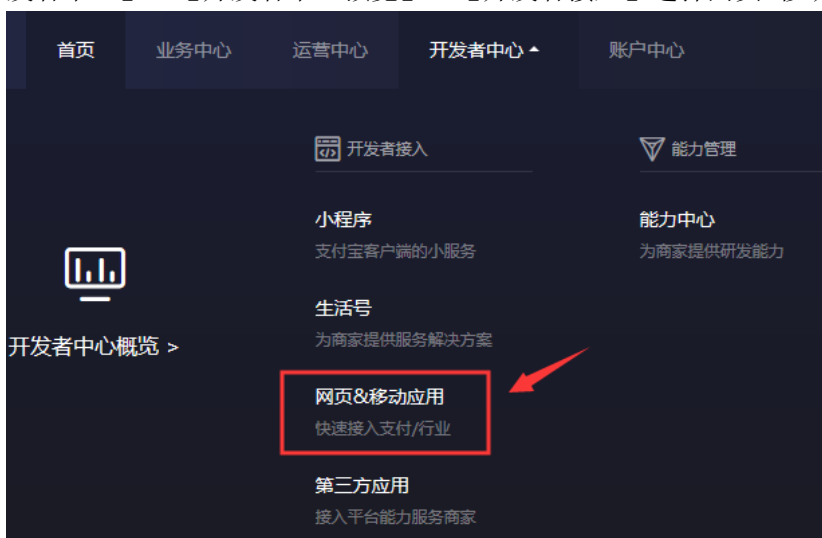 首页 业务中心 运营中心 开发者中心 账户中心
开发者接入 能力管理
小程序 能力中心
支付宝客户端的小服务 为商家提供研发能力
生活号
为商家提供服务解决方案
开发者中心概览 >
网页&移动应用
快速接入支付/行业
第三方应用
接入平台能力服务商家